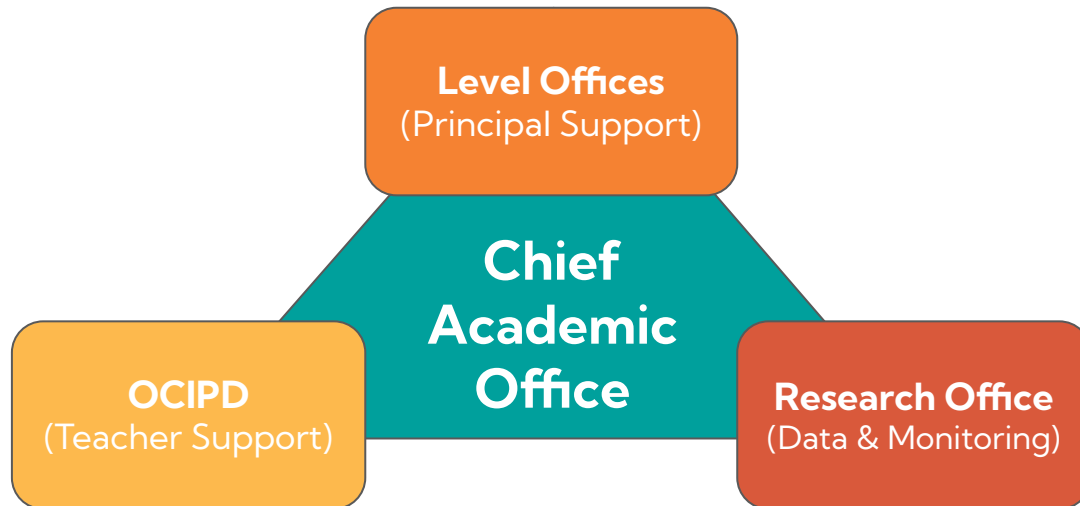 Level Offices
(Principal Support)
Chief
Academic
Office
OCIPD
(Teacher Support)
Research Office
(Data & Monitoring)